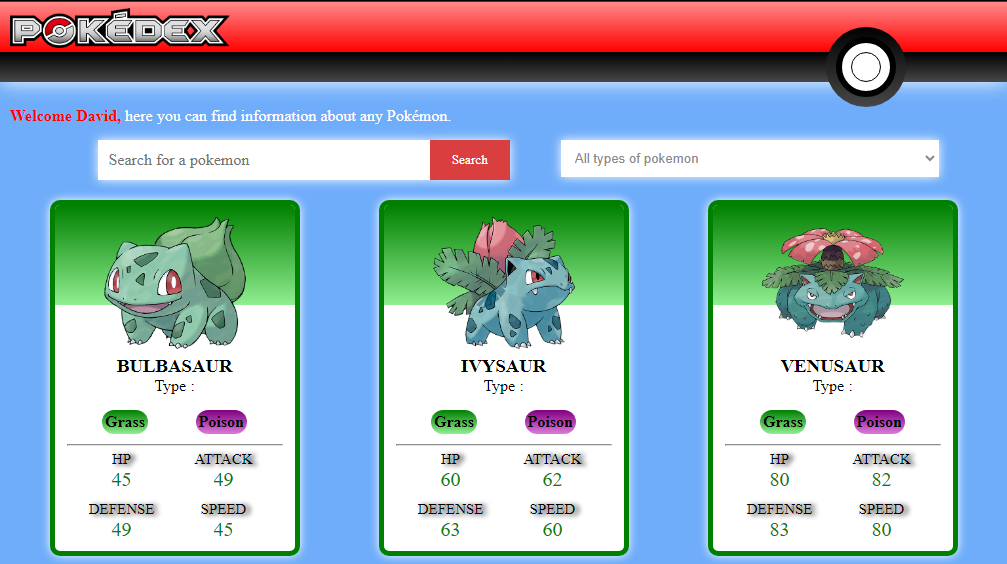 POKÉDEX
Welcome David, here you can find information about any Pokémon.
Search for a pokemon
Search
All types of pokemon
BULBASAUR
Type :
Grass Poison
HP ATTACK
45 49
DEFENSE SPEED
49 45
IVYSAUR
Type :
Grass Poison
HP ATTACK
60 62
DEFENSE SPEED
63 60
VENUSAUR
Type :
Grass Poison
HP ATTACK
80 82
DEFENSE SPEED
83 80